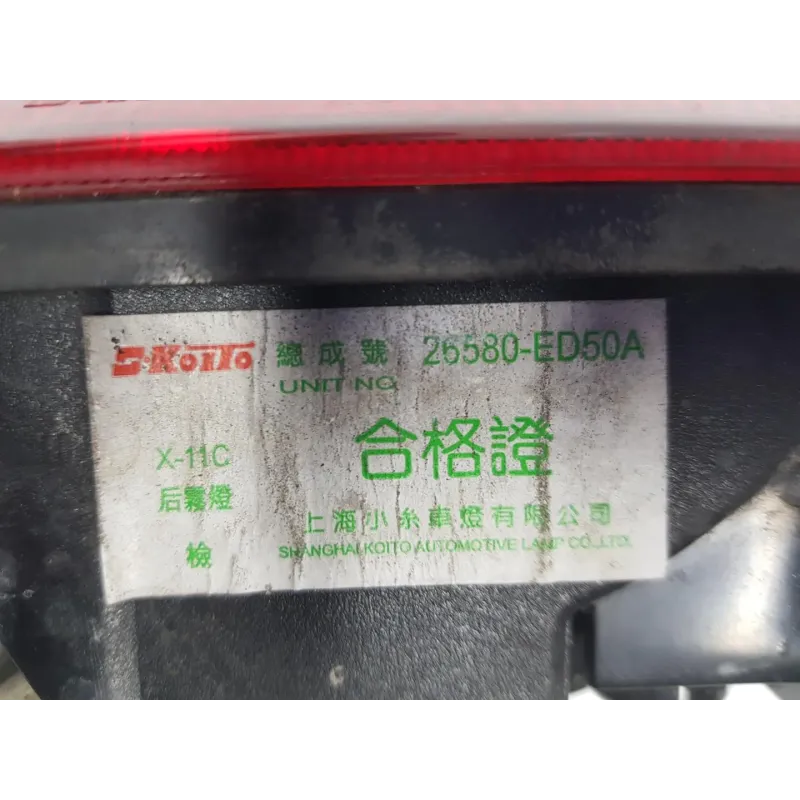 S-KOITO 總成號 26580-ED50A
UNIT NO
X-11C 合格證
后霧燈 上海小糸車燈有限公司
檢 SHANGHAI KOITO AUTOMOTIVE LAMP CO.,LTD.